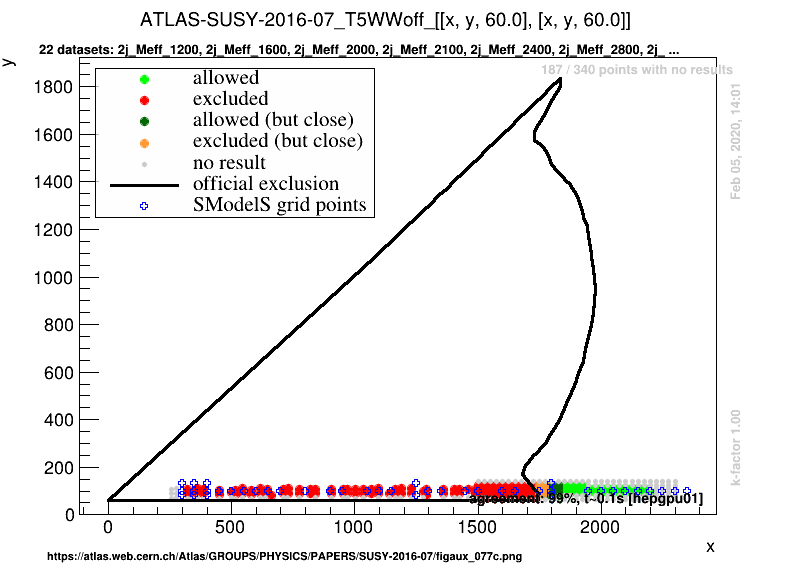 ATLAS-SUSY-2016-07_T5WWoff_[[x, y, 60.0], [x, y, 60.0]]
22 datasets: 2j_Meff_1200, 2j_Meff_1600, 2j_Meff_2000, 2j_Meff_2100, 2j_Meff_2400, 2j_Meff_2800, 2j_ ...
187 / 340 points with no results
y
allowed
excluded
allowed (but close)
excluded (but close)
no result
official exclusion
SModelS grid points
Feb 05, 2020, 14:01
k-factor 1.00
1800
1600
1400
1200
1000
800
600
400
200
0
agreement: 99%, t~0.1s [hepgpu01]
0 500 1000 1500 2000
x
https://atlas.web.cern.ch/Atlas/GROUPS/PHYSICS/PAPERS/SUSY-2016-07/figaux_077c.png